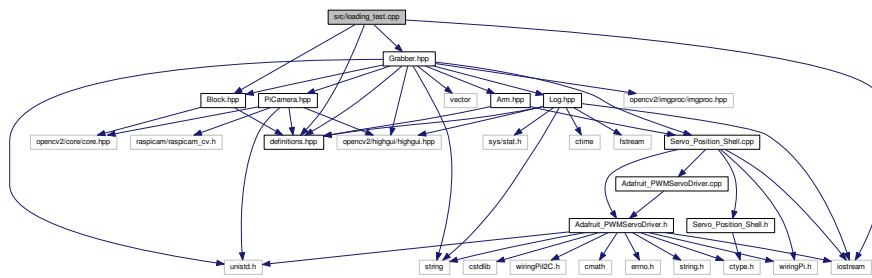 src/loading_test.cpp
Grabber.hpp
Block.hpp
PiCamera.hpp
vector
Arm.hpp
Log.hpp
opencv2/imgproc/imgproc.hpp
opencv2/core/core.hpp
raspicam/raspicam_cv.h
definitions.hpp
opencv2/highgui/highgui.hpp
sys/stat.h
ctime
fstream
Servo_Position_Shell.cpp
Adafruit_PWMServoDriver.cpp
Adafruit_PWMServoDriver.h
Servo_Position_Shell.h
unistd.h
string
cstdlib
wiringPiI2C.h
cmath
errno.h
string.h
ctype.h
wiringPi.h
iostream